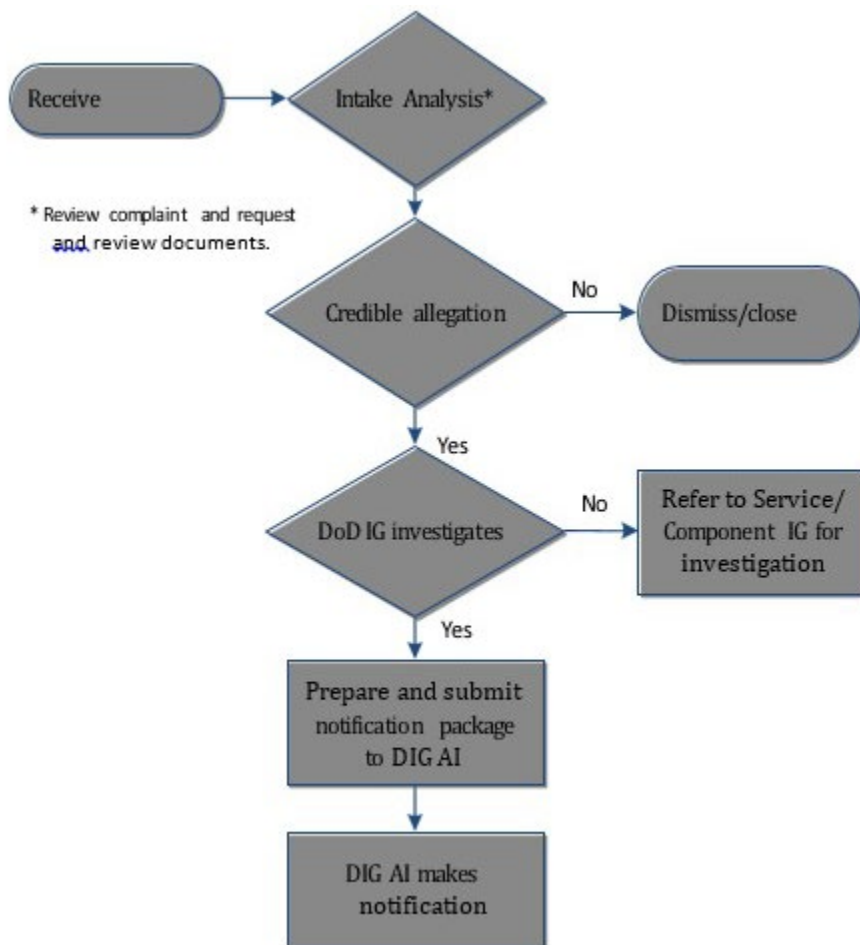 Receive
Intake Analysis*
* Review complaint and request
and review documents.
Credible allegation
No
Dismiss/close
Yes
DoD IG investigates
No
Refer to Service/
Component IG for
investigation
Yes
Prepare and submit
notification package
to DIG AI
DIG AI makes
notification